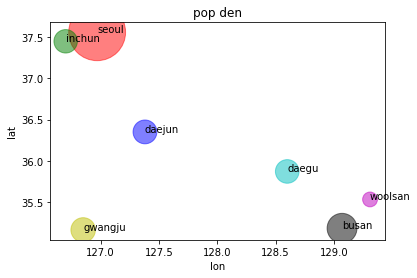 pop den
37.5
37.0
36.5
36.0
35.5
lat
seoul
inchun
daejun
daegu
woolsan
gwangju
busan
127.0
127.5
128.0
128.5
129.0
lon